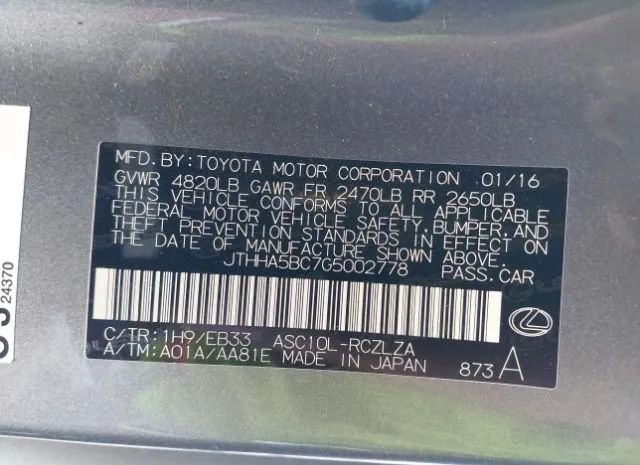 MFD.BY:TOYOTA MOTOR CORPORATION 01/16
GVWR 4820LB GAWR FR 2470LB RR 2650LB
THIS VEHICLE CONFORMS TO ALL APPLICABLE
FEDERAL MOTOR VEHICLE SAFETY,BUMPER,AND
THEFT PREVENTION STANDARDS IN EFFECT ON
THE DATE OF MANUFACTURE SHOWN ABOVE.
JTHHA5BC7G5002778 PASS.CAR
C/TR:1H9/EB33 ASC10L-RCZLZA
A/TM:A01A/AA81E MADE IN JAPAN 873A
24370